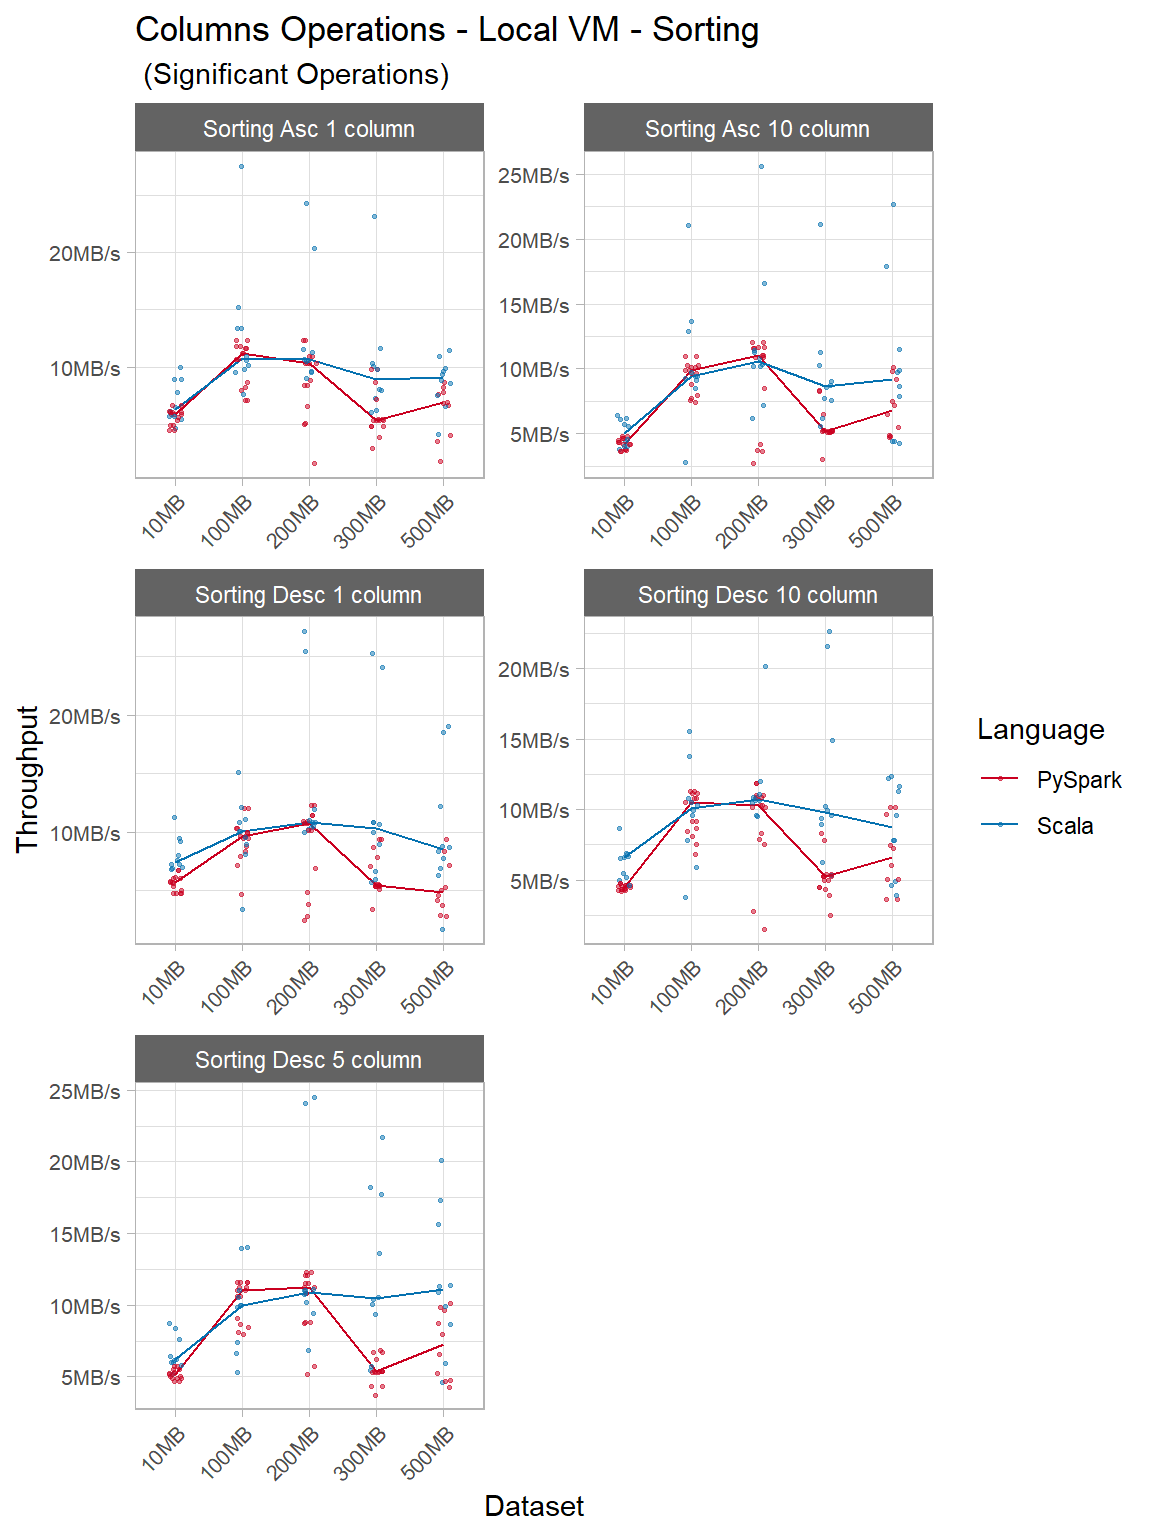 Columns Operations - Local VM - Sorting
(Significant Operations)
Sorting Asc 1 column
20MB/s
10MB/s
10MB
100MB
200MB
300MB
500MB
Sorting Asc 10 column
25MB/s
20MB/s
15MB/s
10MB/s
5MB/s
10MB
100MB
200MB
300MB
500MB
Sorting Desc 1 column
20MB/s
10MB/s
10MB
100MB
200MB
300MB
500MB
Sorting Desc 10 column
20MB/s
15MB/s
10MB/s
5MB/s
10MB
100MB
200MB
300MB
500MB
Sorting Desc 5 column
25MB/s
20MB/s
15MB/s
10MB/s
5MB/s
10MB
100MB
200MB
300MB
500MB
Throughput
Dataset
Language
PySpark
Scala